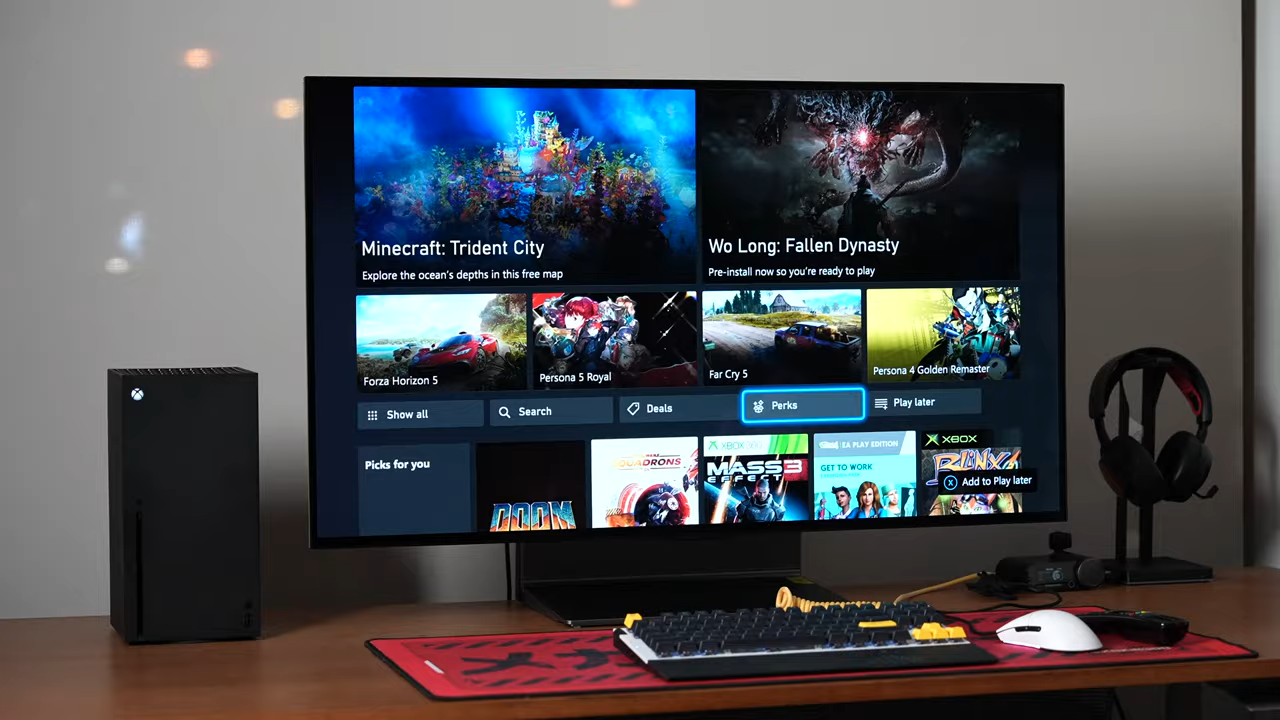 Minecraft: Trident City
Explore the ocean's depths in this free map
Wo Long: Fallen Dynasty
Pre-install now so you're ready to play
Forza Horizon 5
Persona 5 Royal
Far Cry 5
Persona 4 Golden Remaster
Show all
Search
Deals
Perks
Play later
Picks for you
DOOM
SQUADRONS
XBOX 360
MASS EFFECT 3
EA PLAY EDITION
GET TO WORK
XBOX
BLINX
X Add to Play later